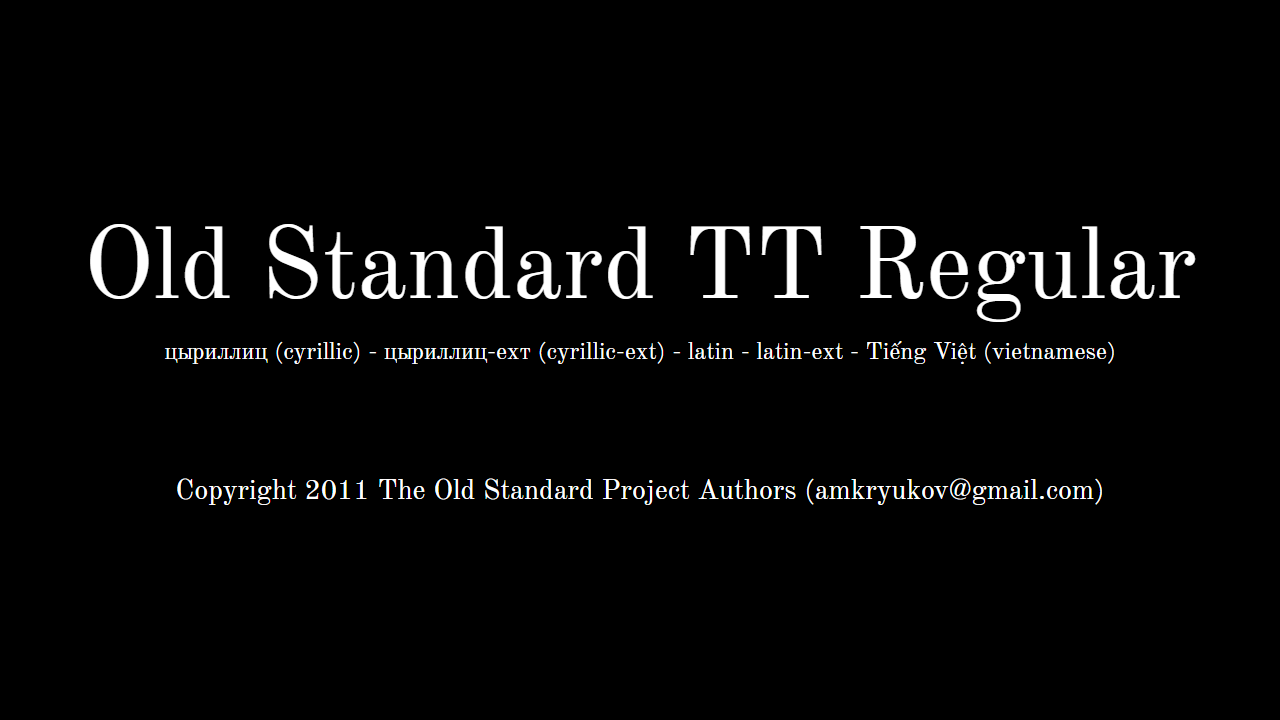 Old Standard TT Regular
цыриллиц (cyrillic) - цыриллиц-ехт (cyrillic-ext) - latin - latin-ext - Tiếng Việt (vietnamese)
Copyright 2011 The Old Standard Project Authors (amkryukov@gmail.com)